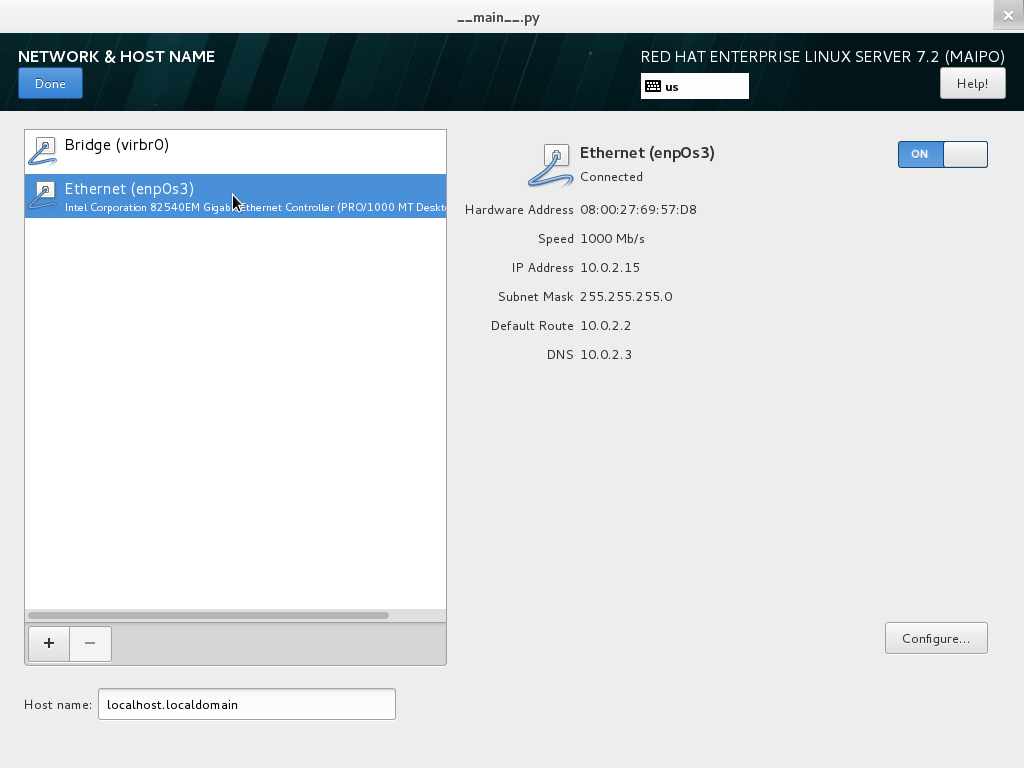 __main__.py
NETWORK & HOST NAME
RED HAT ENTERPRISE LINUX SERVER 7.2 (MAIPO)
Done
us
Help!
Bridge (virbr0)
Ethernet (enp0s3)
Intel Corporation 82540EM Gigabit Ethernet Controller (PRO/1000 MT Deskt
Ethernet (enp0s3)
Connected
ON
Hardware Address 08:00:27:69:57:D8
Speed 1000 Mb/s
IP Address 10.0.2.15
Subnet Mask 255.255.255.0
Default Route 10.0.2.2
DNS 10.0.2.3
+ −
Configure...
Host name: localhost.localdomain